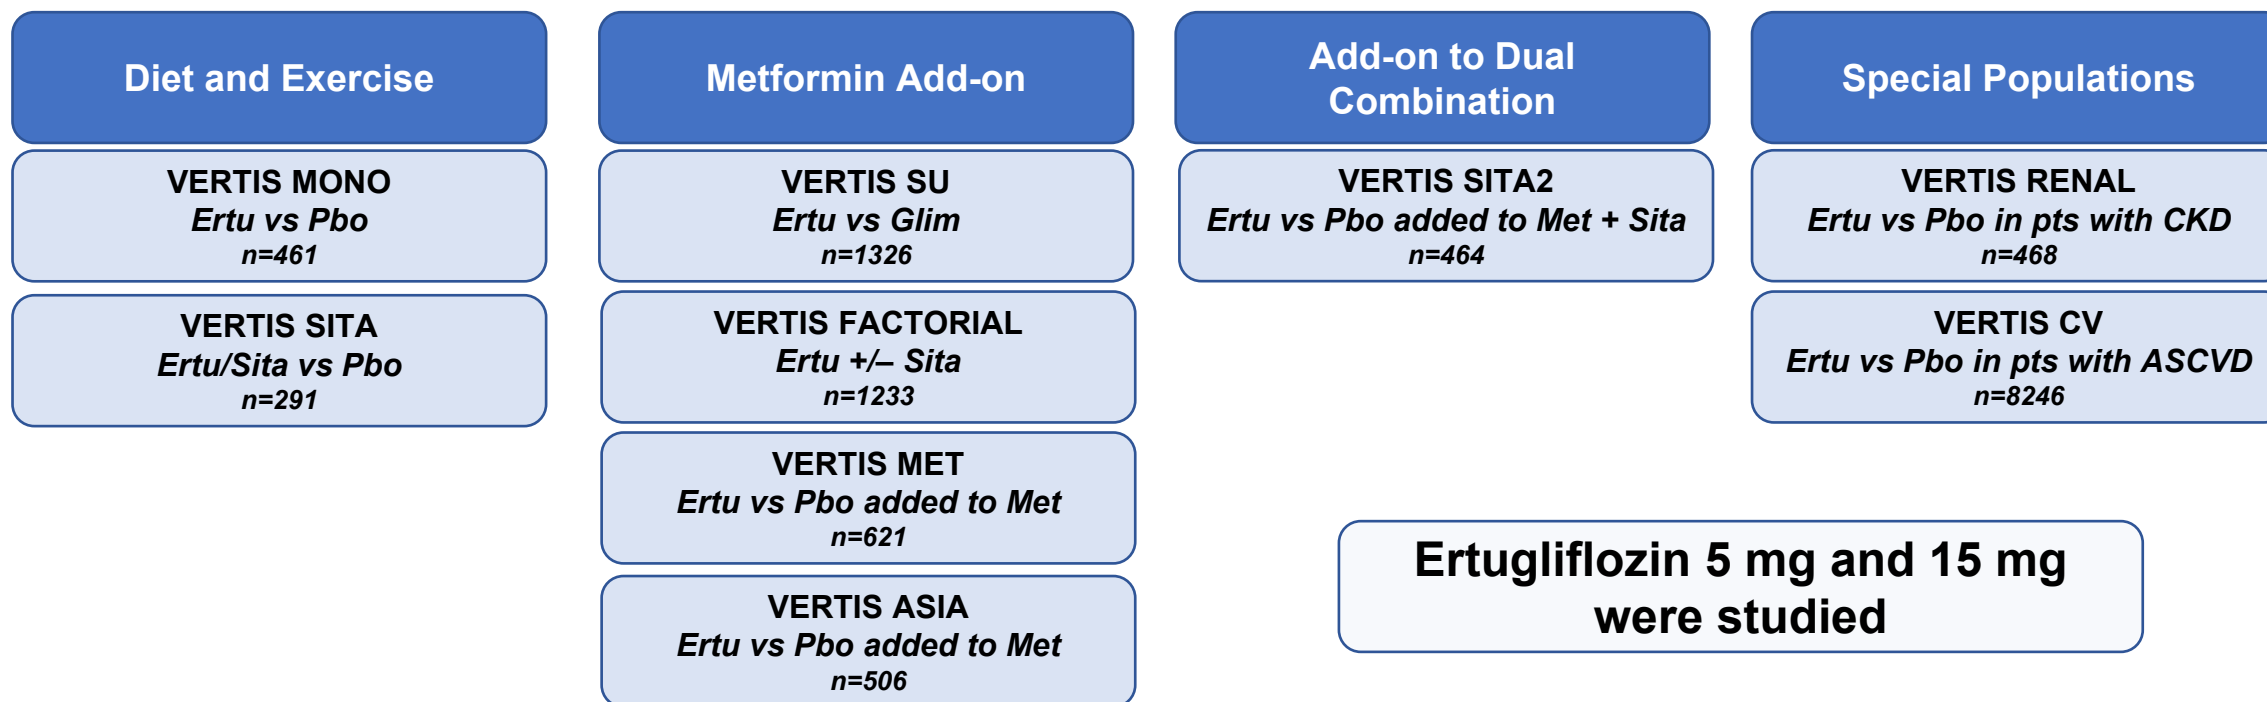 Diet and Exercise
VERTIS MONO
Ertu vs Pbo
n=461
VERTIS SITA
Ertu/Sita vs Pbo
n=291
Metformin Add-on
VERTIS SU
Ertu vs Glim
n=1326
VERTIS FACTORIAL
Ertu +/– Sita
n=1233
VERTIS MET
Ertu vs Pbo added to Met
n=621
VERTIS ASIA
Ertu vs Pbo added to Met
n=506
Add-on to Dual
Combination
VERTIS SITA2
Ertu vs Pbo added to Met + Sita
n=464
Special Populations
VERTIS RENAL
Ertu vs Pbo in pts with CKD
n=468
VERTIS CV
Ertu vs Pbo in pts with ASCVD
n=8246
Ertugliflozin 5 mg and 15 mg
were studied